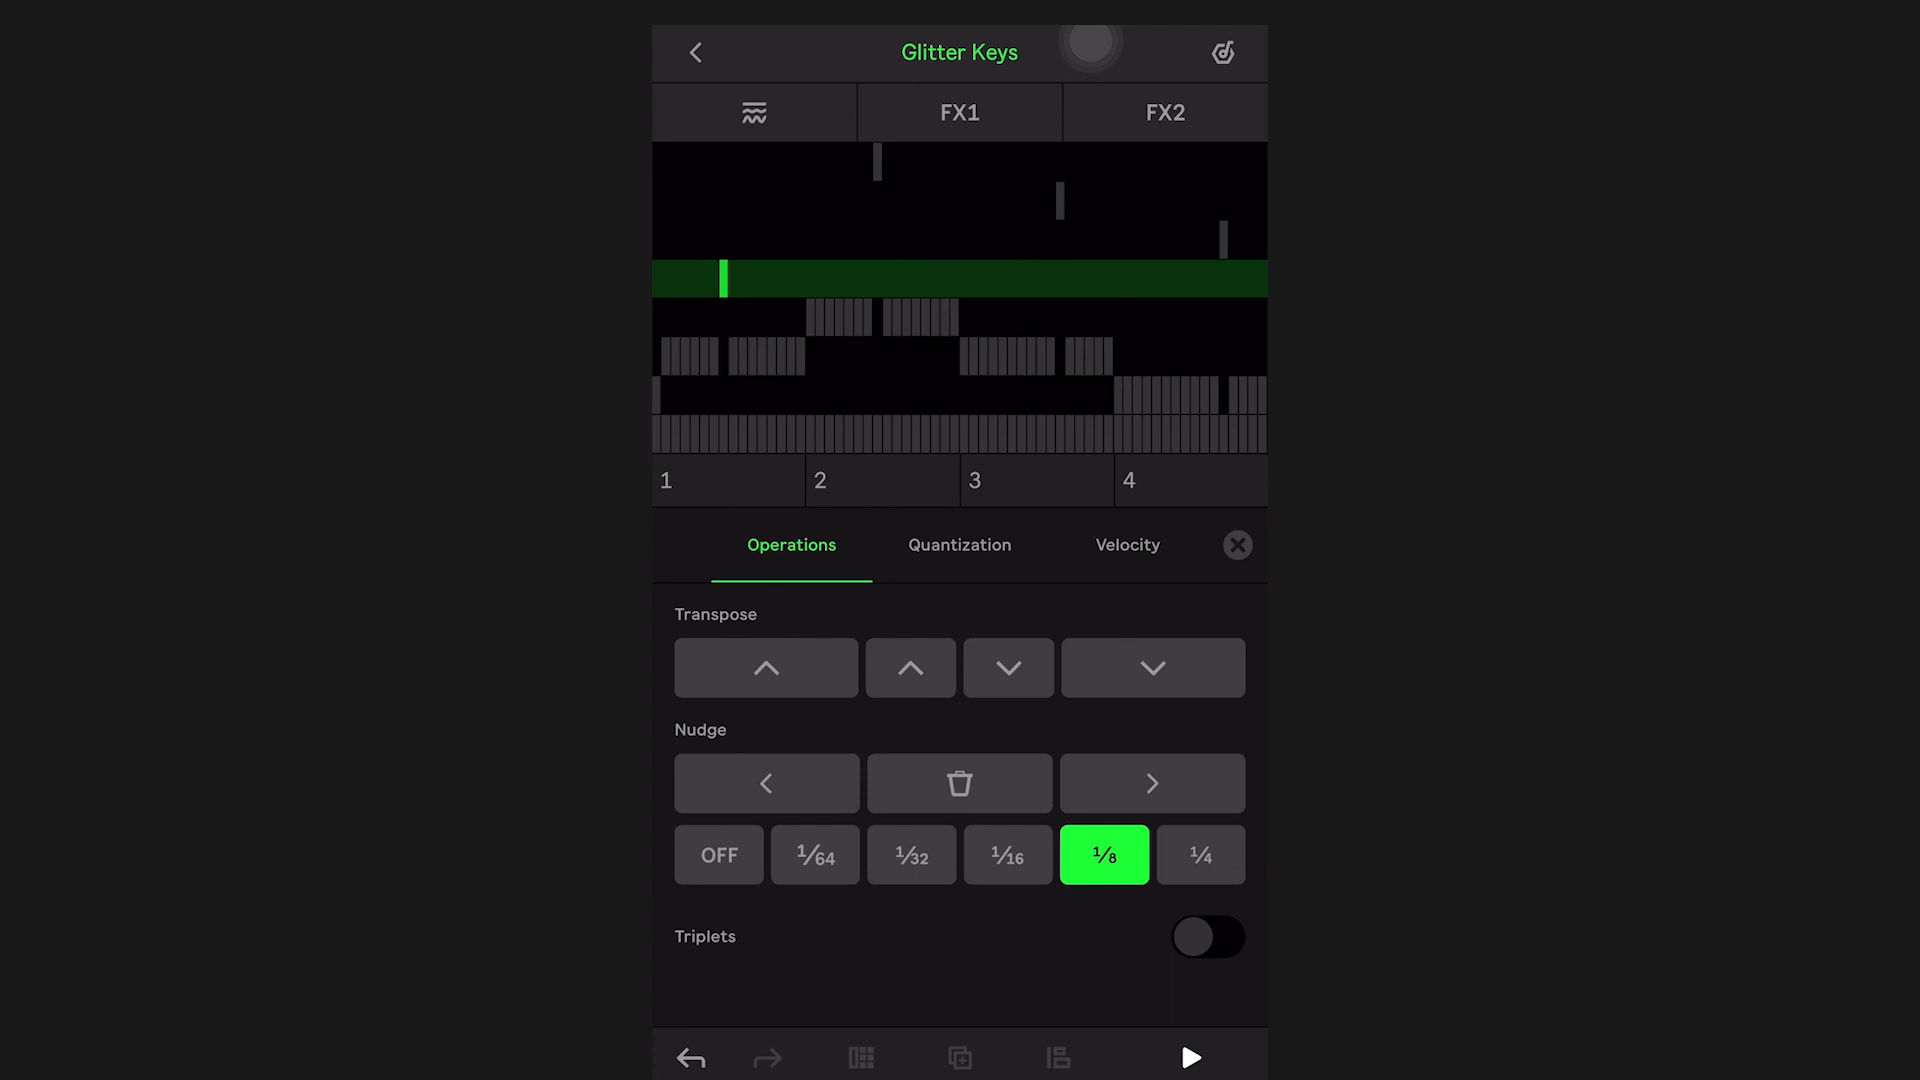 Glitter Keys
FX1
FX2
1
2
3
4
Operations
Quantization
Velocity
Transpose
Nudge
OFF
1/64
1/32
1/16
1/8
1/4
Triplets